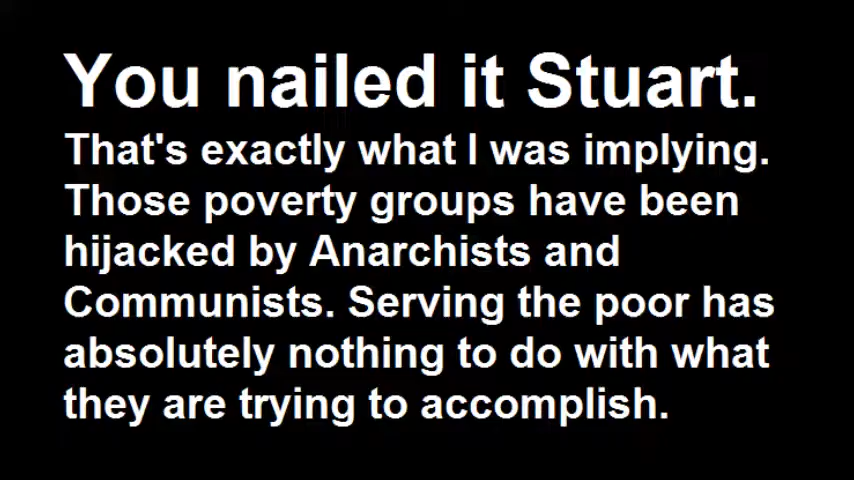 You nailed it Stuart.
That's exactly what I was implying.
Those poverty groups have been
hijacked by Anarchists and
Communists. Serving the poor has
absolutely nothing to do with what
they are trying to accomplish.